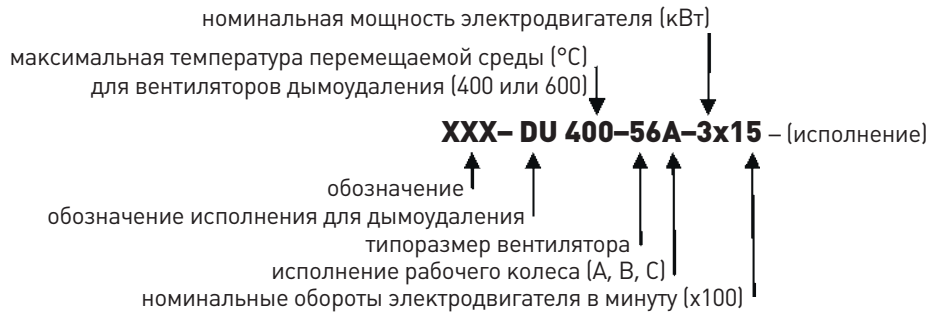 номинальная мощность электродвигателя (кВт)
максимальная температура перемещаемой среды (°C)
для вентиляторов дымоудаления (400 или 600)
XXX– DU 400–56A–3x15 – (исполнение)
обозначение
обозначение исполнения для дымоудаления
типоразмер вентилятора
исполнение рабочего колеса (A, B, C)
номинальные обороты электродвигателя в минуту (x100)